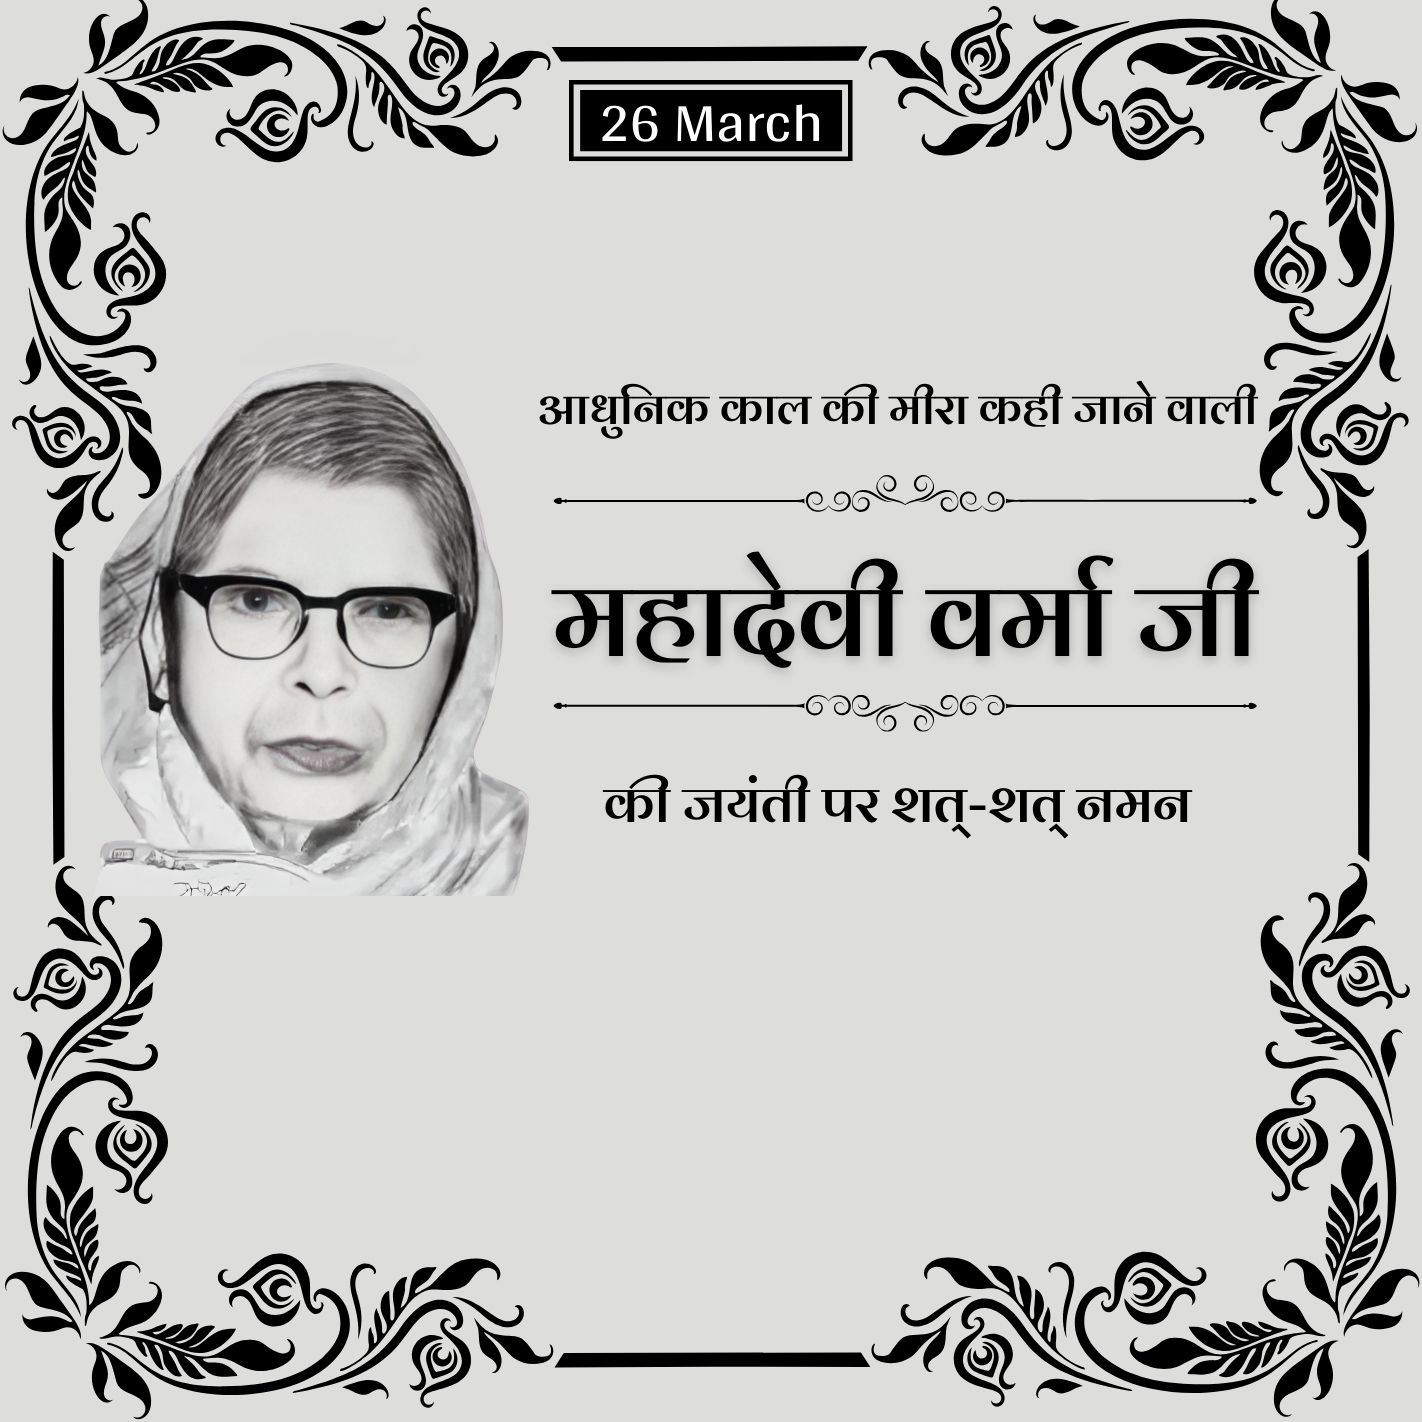 26 March
आधुनिक काल की मीरा कही जाने वाली
महादेवी वर्मा जी
की जयंती पर शत्-शत् नमन